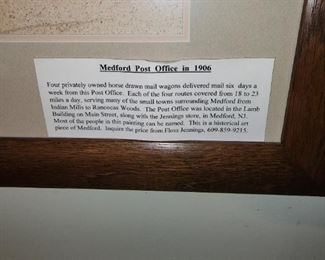 Medford Post Office in 1906
Four privately owned horse drawn mail wagons delivered mail six days a
week from this Post Office. Each of the four routes covered from 18 to 23
miles a day, serving many of the small towns surrounding Medford from
Indian Mills to Rancocas Woods. The Post Office was located in the Lamb
Building on Main Street, along with the Jennings store, in Medford, NJ.
Most of the people in this painting can be named. This is a historical art
piece of Medford. Inquire the price from Floss Jennings, 609-859-9215.